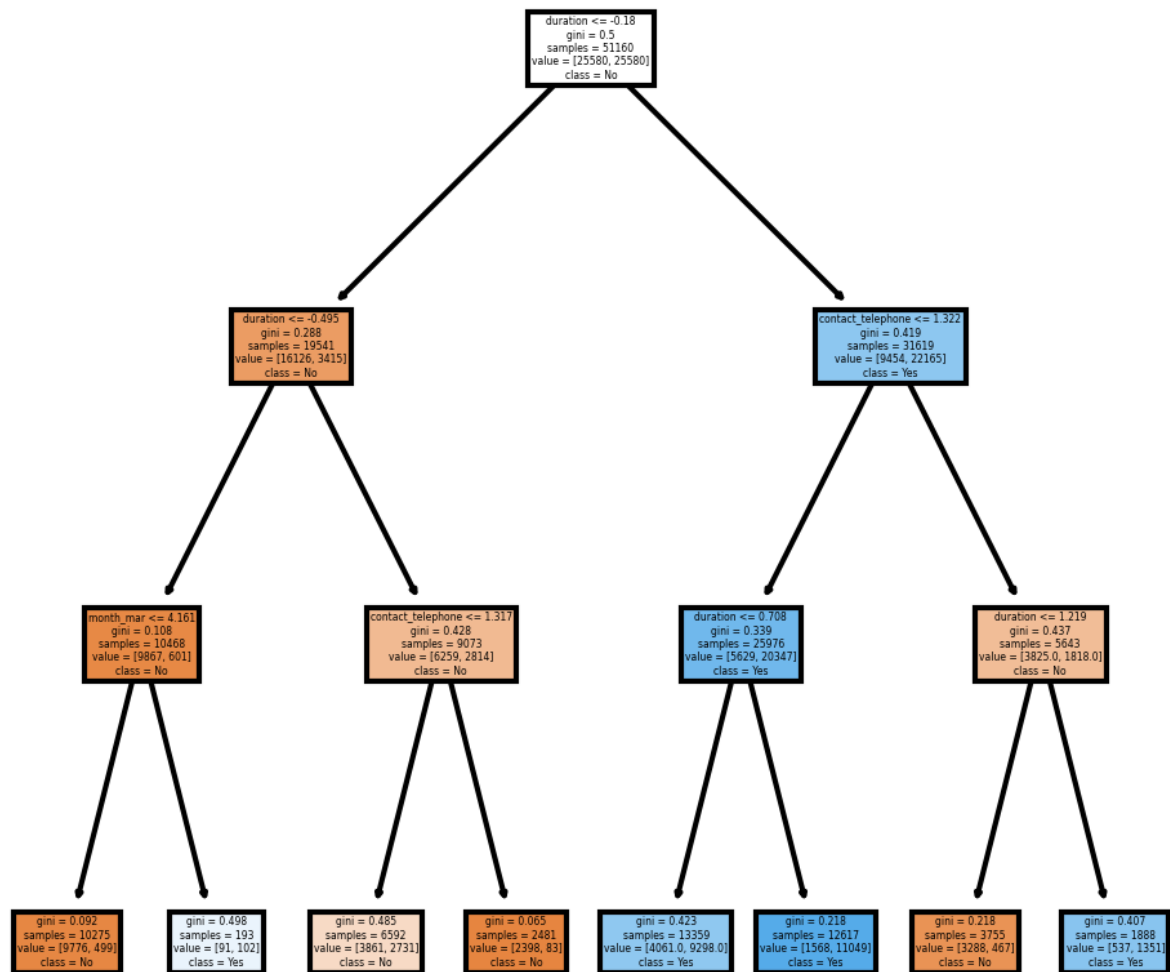 duration <= -0.18
gini = 0.5
samples = 51160
value = [25580, 25580]
class = No
duration <= -0.495
gini = 0.288
samples = 19541
value = [16126, 3415]
class = No
contact_telephone <= 1.322
gini = 0.419
samples = 31619
value = [9454, 22165]
class = Yes
month_mar <= 4.161
gini = 0.108
samples = 10468
value = [9867, 601]
class = No
contact_telephone <= 1.317
gini = 0.428
samples = 9073
value = [6259, 2814]
class = No
duration <= 0.708
gini = 0.339
samples = 25976
value = [5629, 20347]
class = Yes
duration <= 1.219
gini = 0.437
samples = 5643
value = [3825.0, 1818.0]
class = No
gini = 0.092
samples = 10275
value = [9776, 499]
class = No
gini = 0.498
samples = 193
value = [91, 102]
class = Yes
gini = 0.485
samples = 6592
value = [3861, 2731]
class = No
gini = 0.065
samples = 2481
value = [2398, 83]
class = No
gini = 0.423
samples = 13359
value = [4061.0, 9298.0]
class = Yes
gini = 0.218
samples = 12617
value = [1568, 11049]
class = Yes
gini = 0.218
samples = 3755
value = [3288, 467]
class = No
gini = 0.407
samples = 1888
value = [537, 1351]
class = Yes